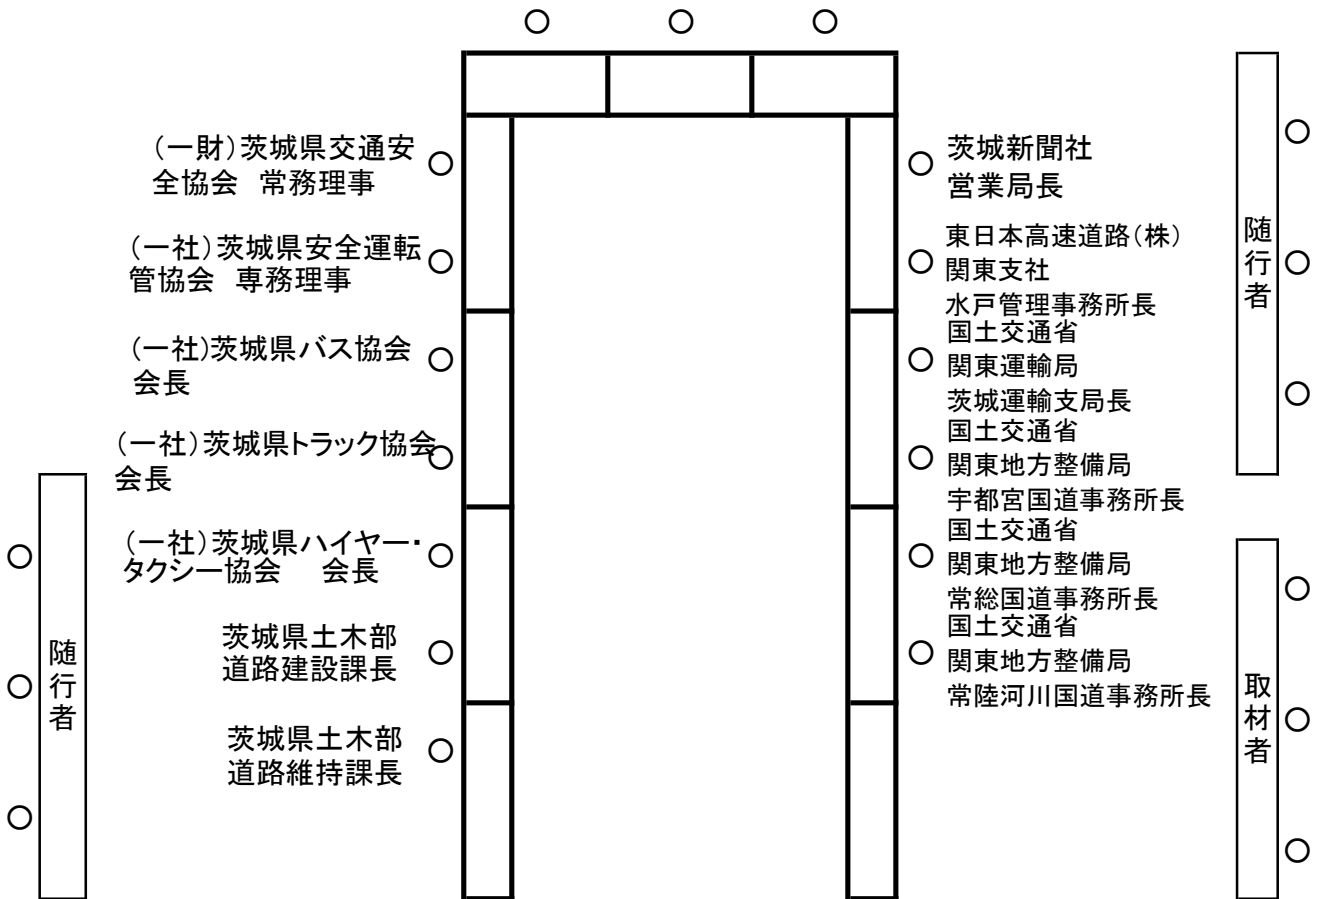 (一財)茨城県交通安
全協会 常務理事
(一社)茨城県安全運転
管協会 専務理事
(一社)茨城県バス協会
会長
(一社)茨城県トラック協会
会長
(一社)茨城県ハイヤー・
タクシー協会 会長
茨城県土木部
道路建設課長
茨城県土木部
道路維持課長
随行者
茨城新聞社
営業局長
東日本高速道路(株)
関東支社
水戸管理事務所長
国土交通省
関東運輸局
茨城運輸支局長
国土交通省
関東地方整備局
宇都宮国道事務所長
国土交通省
関東地方整備局
常総国道事務所長
国土交通省
関東地方整備局
常陸河川国道事務所長
随行者
取材者